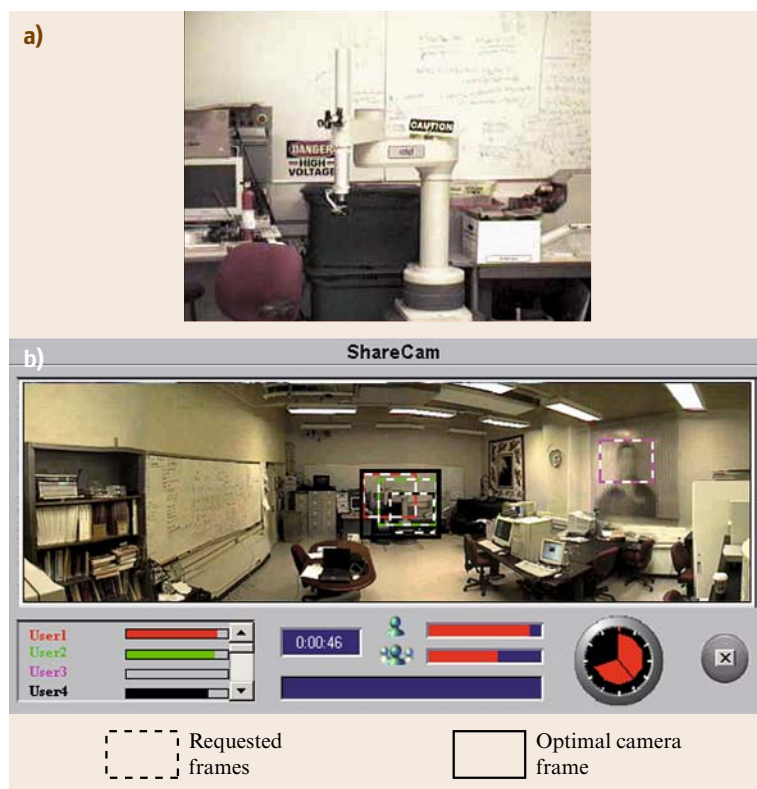 a)
CAUTION
DANGER
HIGH
VOLTAGE
b)
ShareCam
User1
User2
User3
User4
0:00:46
Requested
frames
Optimal camera
frame